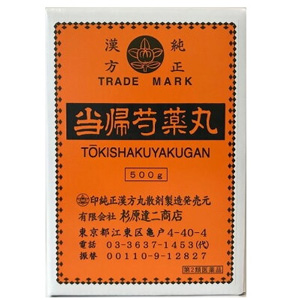 漢方 純正
TRADE MARK
当帰芍薬丸
TŌKISHAKUYAKUGAN
500g
印純正漢方丸散剤製造発売元
有限会社 杉原達二商店
東京都江東区亀戸4-40-4
電話 03-3637-1453(代)
振替 00110-9-12827
第2類医薬品